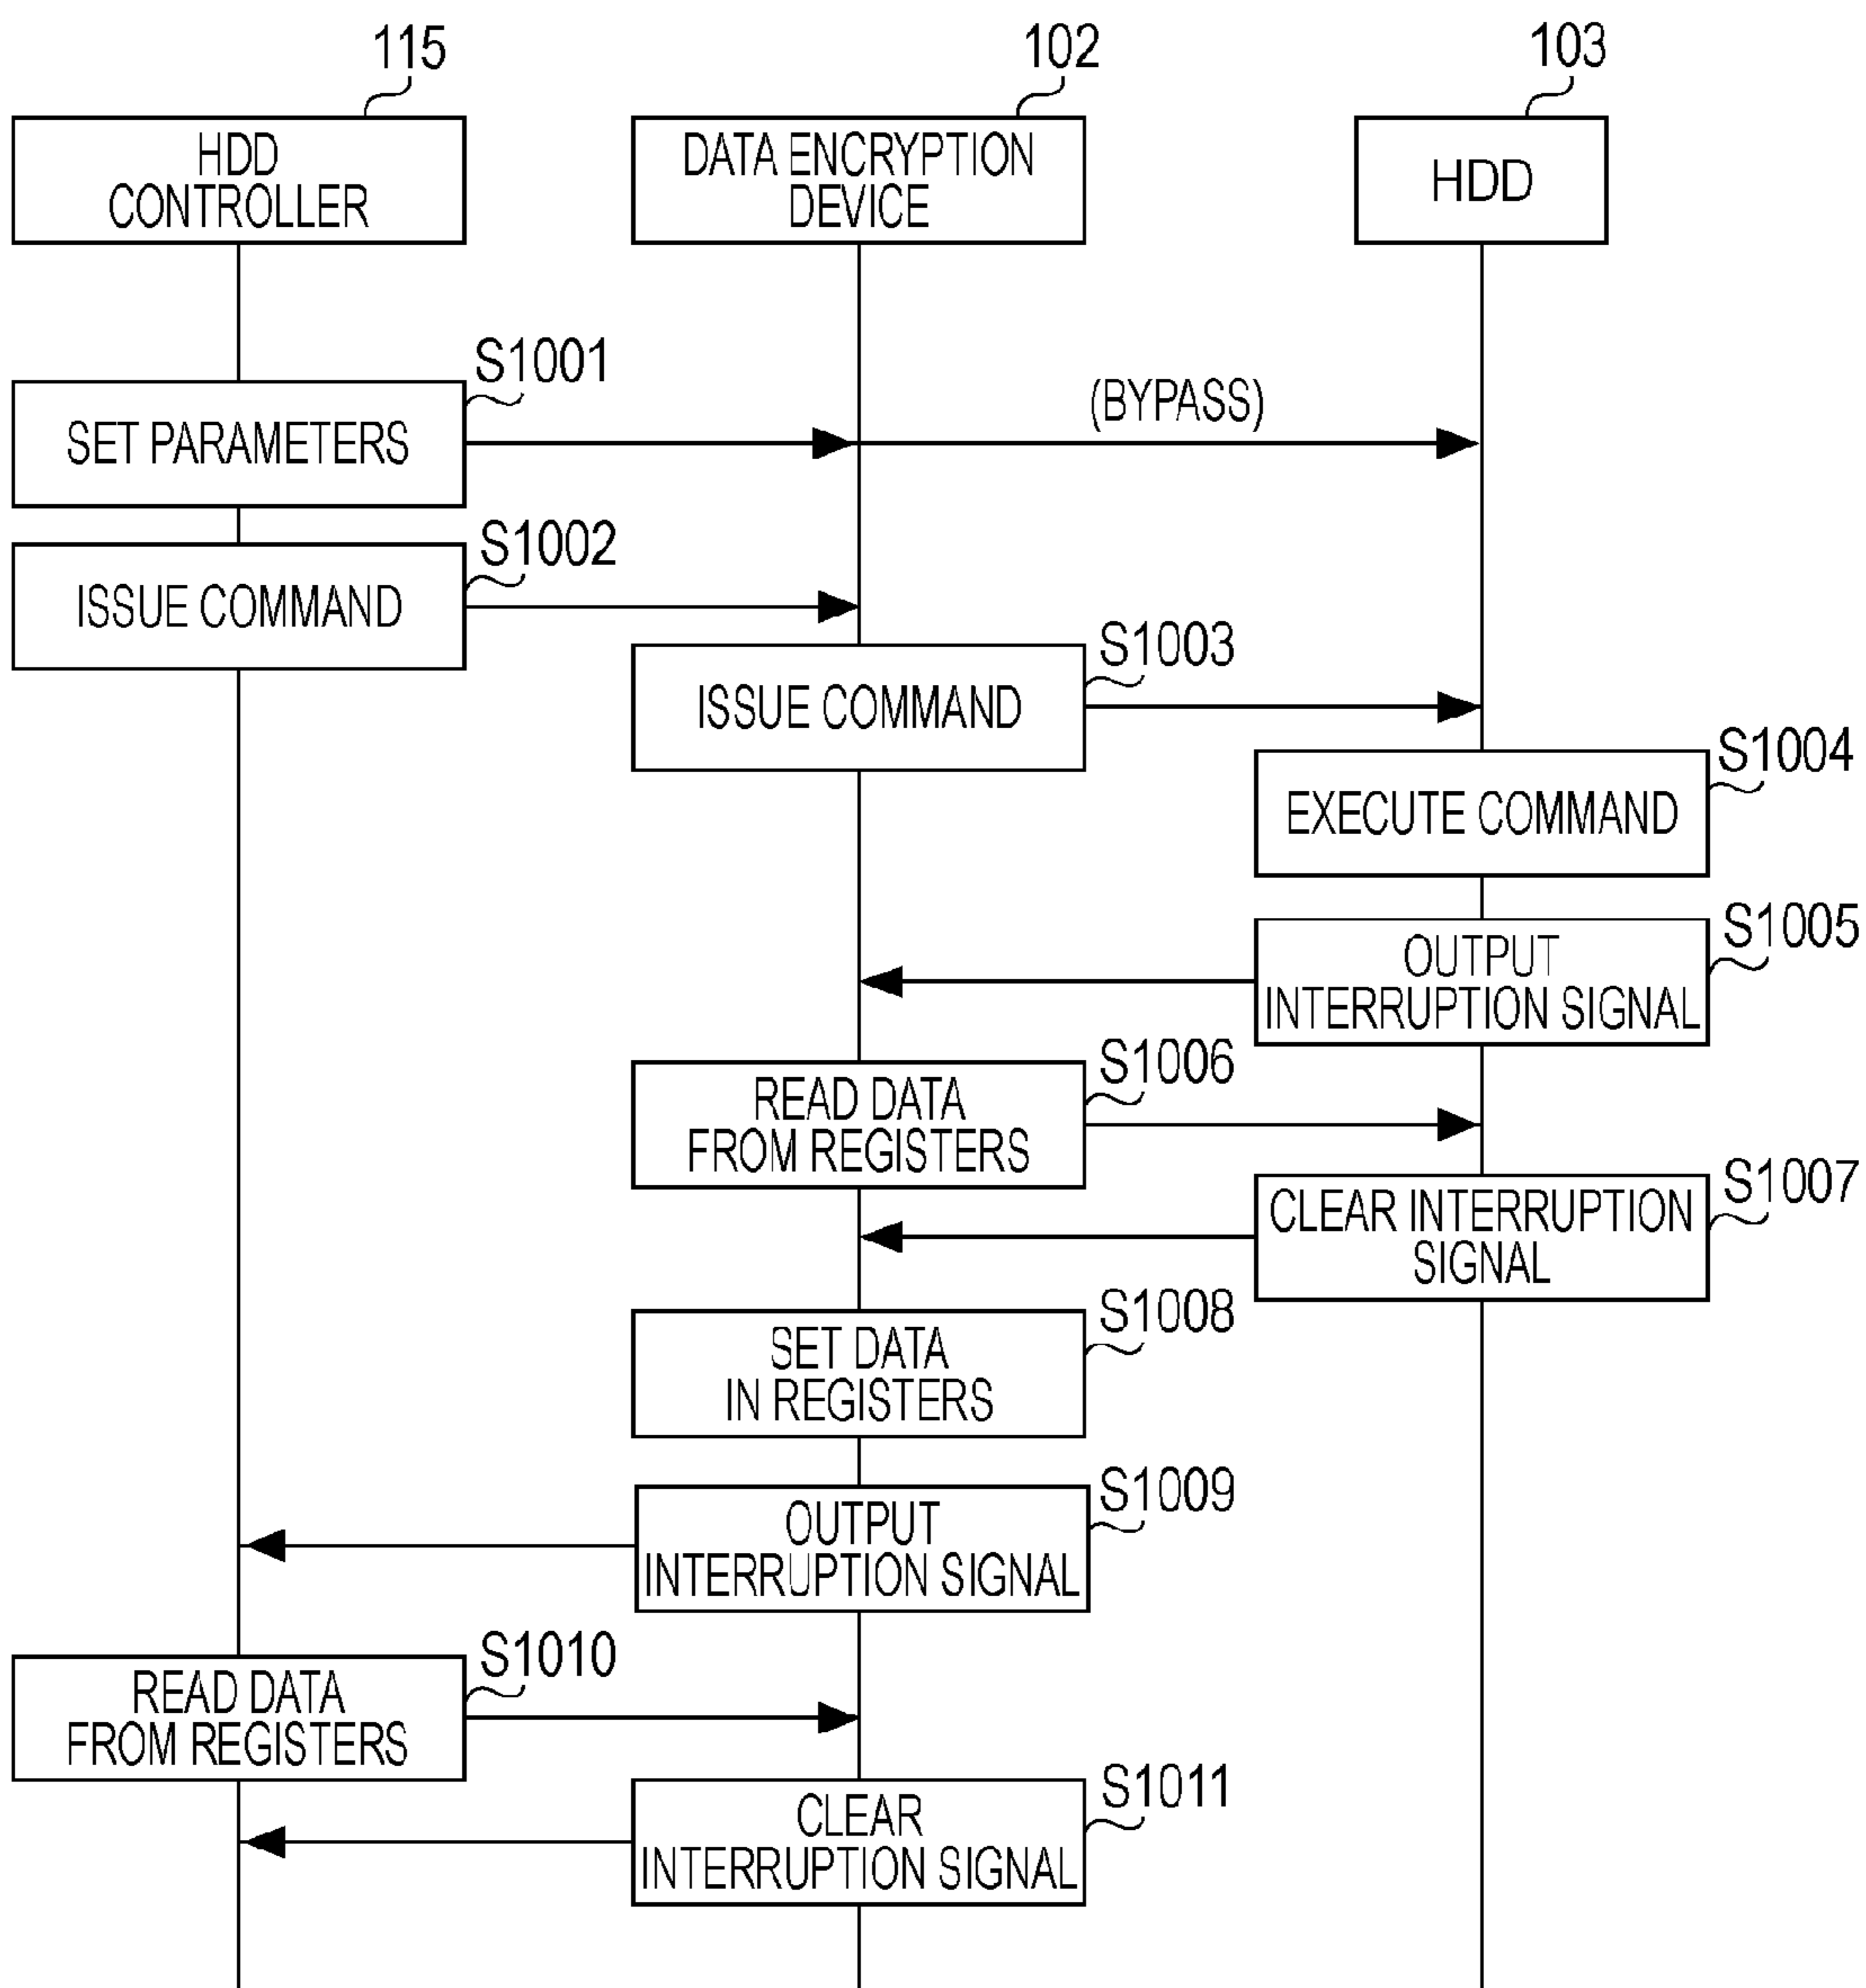 115
102
103
HDD
CONTROLLER
DATA ENCRYPTION
DEVICE
HDD
S1001
SET PARAMETERS
(BYPASS)
S1002
ISSUE COMMAND
S1003
ISSUE COMMAND
S1004
EXECUTE COMMAND
S1005
OUTPUT
INTERRUPTION SIGNAL
S1006
READ DATA
FROM REGISTERS
S1007
CLEAR INTERRUPTION
SIGNAL
S1008
SET DATA
IN REGISTERS
S1009
OUTPUT
INTERRUPTION SIGNAL
S1010
READ DATA
FROM REGISTERS
S1011
CLEAR
INTERRUPTION SIGNAL